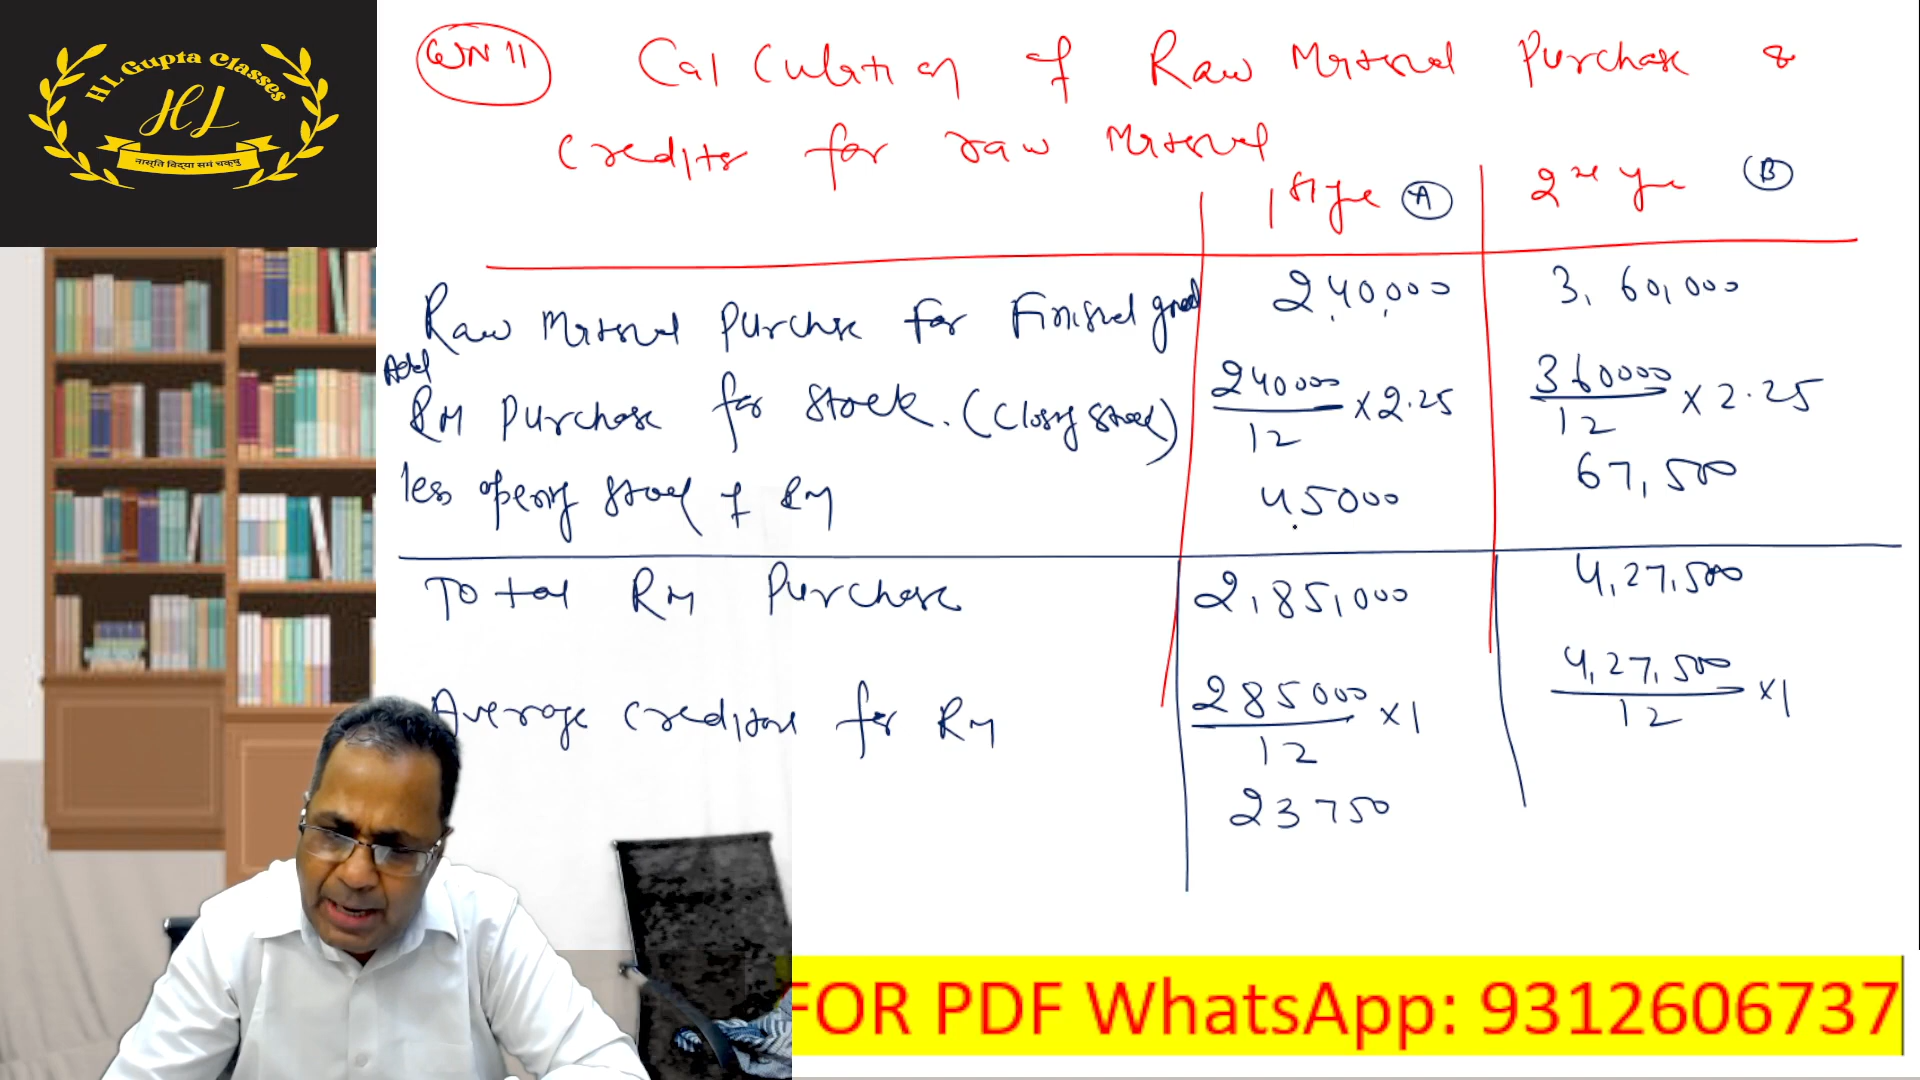 HL Gupta Classes
HL
नास्ति विद्या समं चक्षु
WN 11 Calculation of Raw Material Purchase &
Creditors for raw Material
1st year A 2nd year B
Raw Material Purchase for Finished good 2,40,000 3,60,000
Add RM Purchase for Stock. (Closing Stock) 240000/12 × 2.25 360000/12 × 2.25
67,500
less opening Stock of RM 45000
Total RM Purchase 2,85,000 4,27,500
Average creditors for RM 285000/12 ×1 4,27,500/12 ×1
23750
FOR PDF WhatsApp: 9312606737